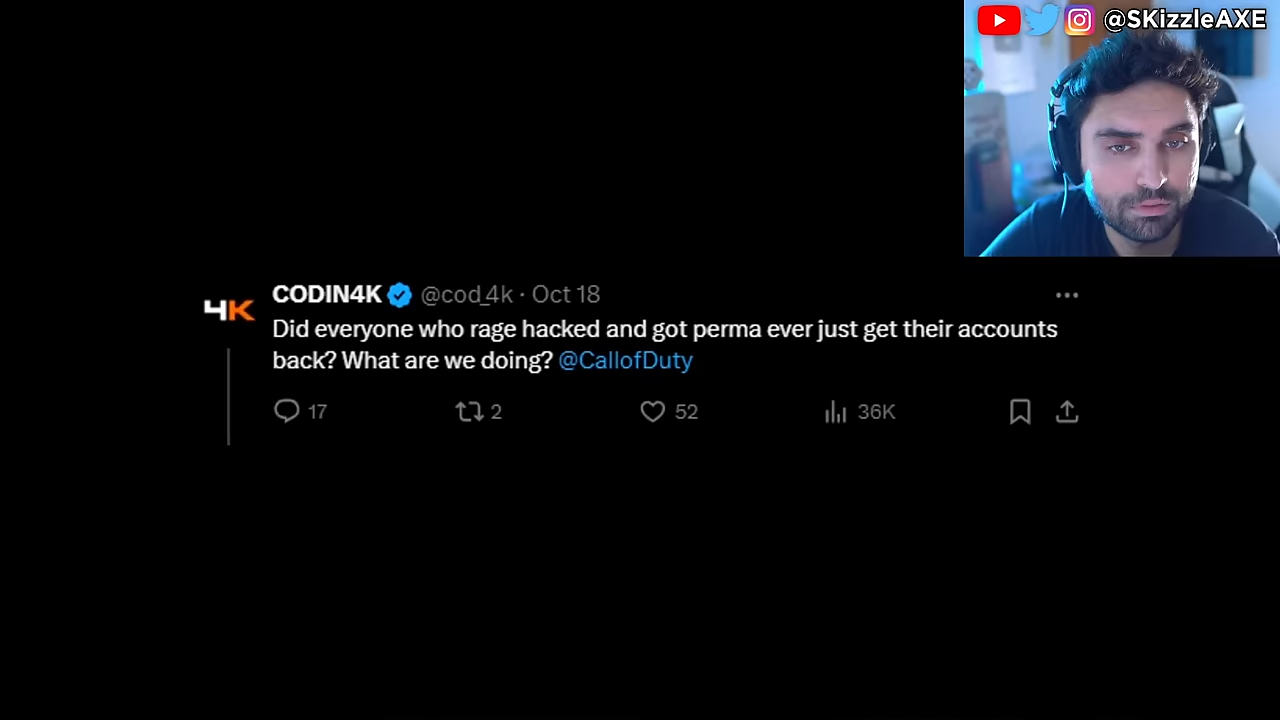 @SKizzleAXE
4K
CODIN4K @cod_4k · Oct 18
Did everyone who rage hacked and got perma ever just get their accounts
back? What are we doing? @CallofDuty
17 2 52 36K